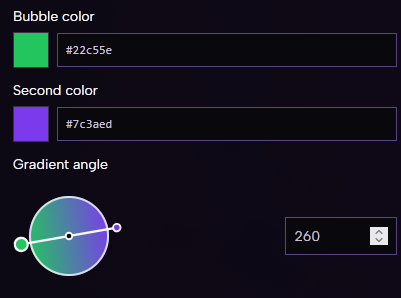 Bubble color
#22c55e
Second color
#7c3aed
Gradient angle
260